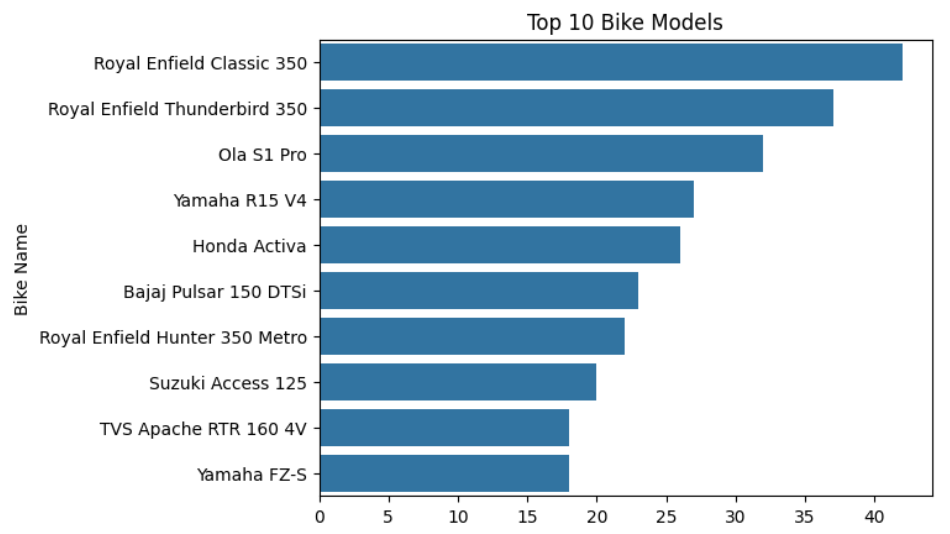 Top 10 Bike Models
Royal Enfield Classic 350
Royal Enfield Thunderbird 350
Ola S1 Pro
Yamaha R15 V4
Honda Activa
Bajaj Pulsar 150 DTSi
Royal Enfield Hunter 350 Metro
Suzuki Access 125
TVS Apache RTR 160 4V
Yamaha FZ-S
Bike Name
0 5 10 15 20 25 30 35 40